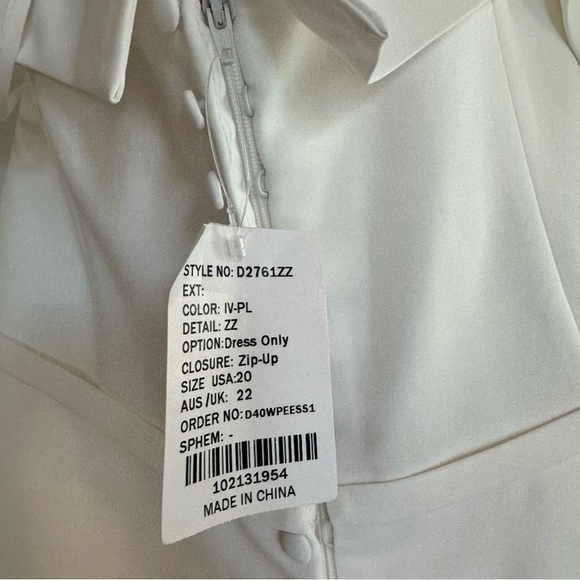 STYLE NO: D2761ZZ
EXT:
COLOR: IV-PL
DETAIL: ZZ
OPTION:Dress Only
CLOSURE: Zip-Up
SIZE USA:20
AUS /UK: 22
ORDER NO:D40WPEESS1
SPHEM: -
102131954
MADE IN CHINA